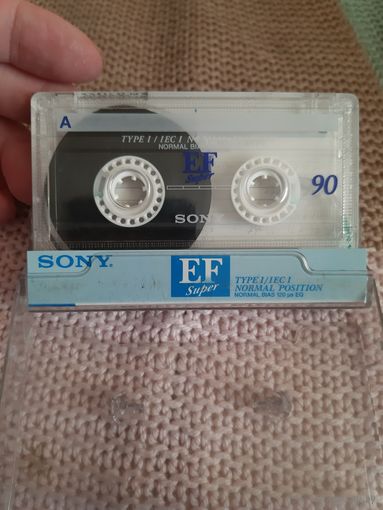 A
TYPE I / IEC I N
NORMAL BIA
EF
Super
90
SONY
SONY
EF
Super
TYPE I/IEC I
NORMAL POSITION
NORMAL BIAS 120 µs EQ